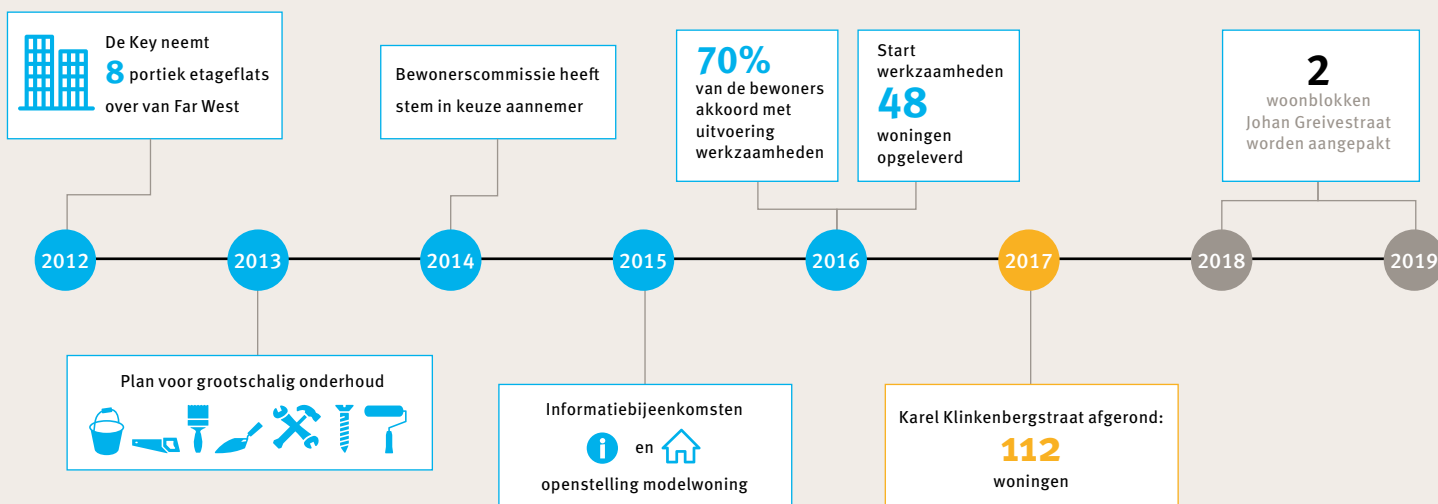 De Key neemt
8 portiek etageflats
over van Far West
Bewonerscommissie heeft
stem in keuze aannemer
70%
van de bewoners
akkoord met
uitvoering
werkzaamheden
Start
werkzaamheden
48
woningen
opgeleverd
2
woonblokken
Johan Greivestraat
worden aangepakt
2012
2013
2014
2015
2016
2017
2018
2019
Plan voor grootschalig onderhoud
Informatiebijeenkomsten
i en
openstelling modelwoning
Karel Klinkenbergstraat afgerond:
112
woningen